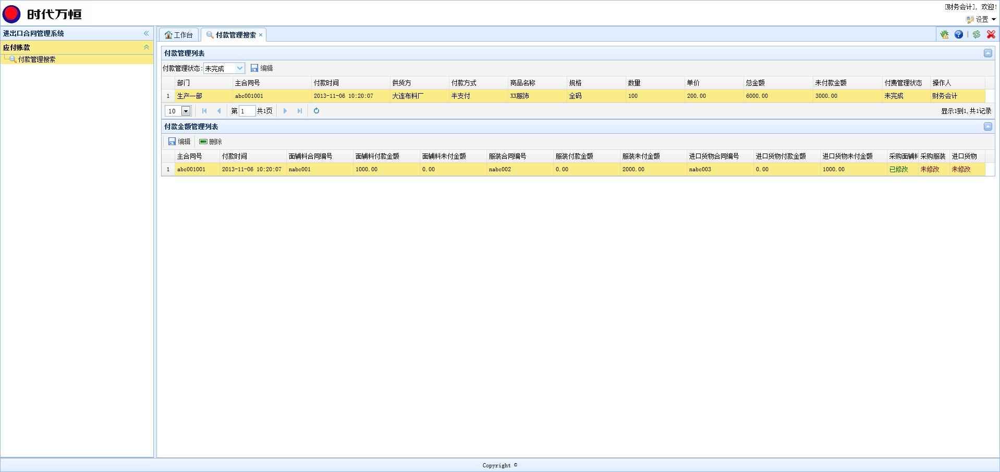 时代万恒
[财务会计], 欢迎!
设置
进出口合同管理系统
应付账款
付款管理搜索
工作台 付款管理搜索
付款管理列表
付款管理状态: 未完成 编辑
部门 主合同号 付款时间 供货方 付款方式 商品名称 规格 数量 单价 总金额 未付款金额 付费管理状态 操作人
1 生产一部 abc001001 2013-11-06 10:20:07 大连布料厂 半支付 XX服饰 全码 100 200.00 6000.00 3000.00 未完成 财务会计
10 第 1 共1页 显示1到1,共1记录
付款金额管理列表
编辑 删除
主合同号 付款时间 面辅料合同编号 面辅料付款金额 面辅料未付金额 服装合同编号 服装付款金额 服装未付金额 进口货物合同编号 进口货物付款金额 进口货物未付金额 采购面辅料 采购服装 进口货物
1 abc001001 2013-11-06 10:20:07 nabc001 1000.00 0.00 nabc002 0.00 2000.00 nabc003 0.00 1000.00 已修改 未修改 未修改
Copyright ©